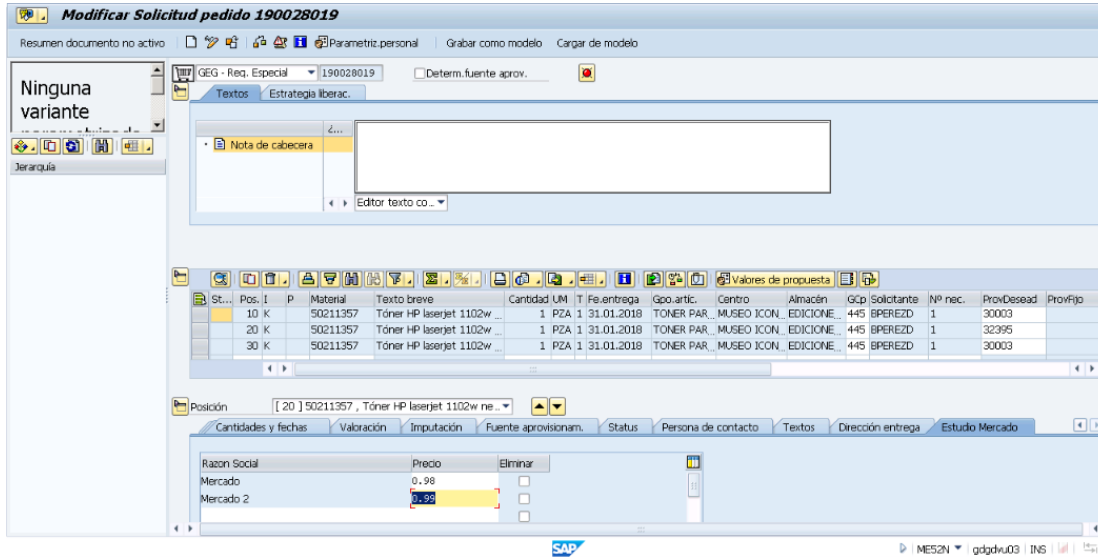 Modificar Solicitud pedido 190028019
Resumen documento no activo Parametriz.personal Grabar como modelo Cargar de modelo
Ninguna
variante
GEG - Req. Especial 190028019 Determ.fuente aprov.
Textos Estrategia liberac.
¿...
Nota de cabecera
Jerarquía
Editor texto co...
Valores de propuesta
St... Pos. I P Material Texto breve Cantidad UM T Fe.entrega Gpo.artíc. Centro Almacén GCp Solicitante Nº nec. ProvDesead ProvFijo
10 K 50211357 Tóner HP laserjet 1102w ... 1 PZA 1 31.01.2018 TONER PAR... MUSEO ICON... EDICIONE... 445 BPEREZD 1 30003
20 K 50211357 Tóner HP laserjet 1102w ... 1 PZA 1 31.01.2018 TONER PAR... MUSEO ICON... EDICIONE... 445 BPEREZD 1 32395
30 K 50211357 Tóner HP laserjet 1102w ... 1 PZA 1 31.01.2018 TONER PAR... MUSEO ICON... EDICIONE... 445 BPEREZD 1 30003
Posición [ 20 ] 50211357 , Tóner HP laserjet 1102w ne...
Cantidades y fechas Valoración Imputación Fuente aprovisionam. Status Persona de contacto Textos Dirección entrega Estudio Mercado
Razon Social Precio Eliminar
Mercado 0.98
Mercado 2 0.99
SAP ME52N gdgdvu03 INS